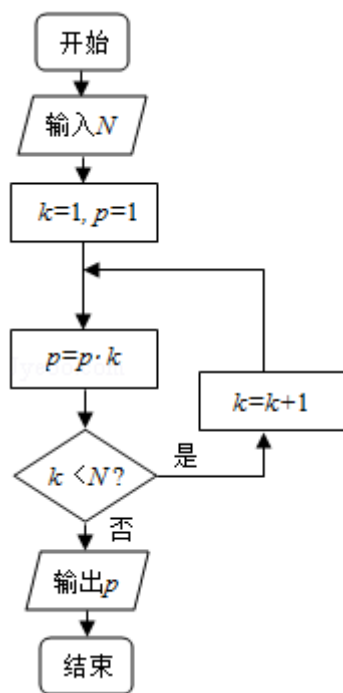 开始
输入N
k=1, p=1
p=p·k
k=k+1
k<N?
是
否
输出p
结束